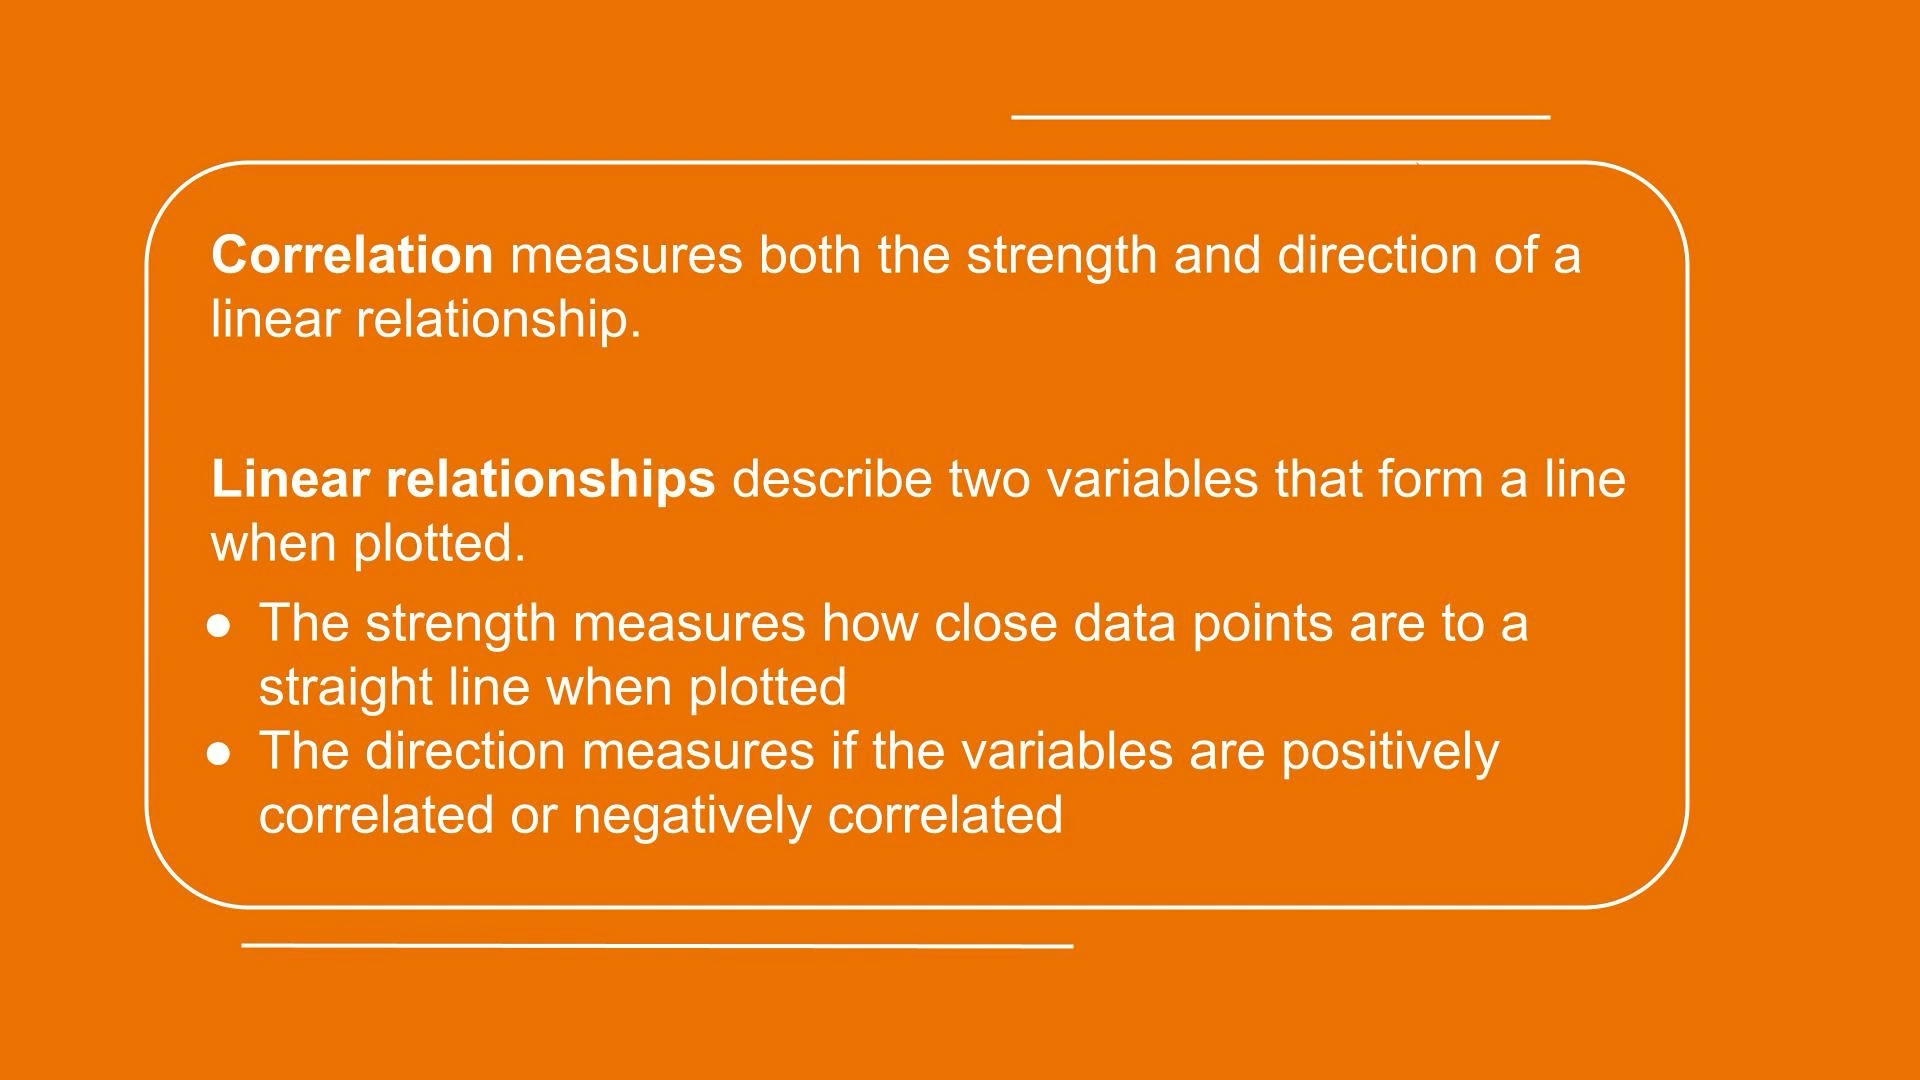 Correlation measures both the strength and direction of a
linear relationship.
Linear relationships describe two variables that form a line
when plotted.
● The strength measures how close data points are to a
straight line when plotted
● The direction measures if the variables are positively
correlated or negatively correlated